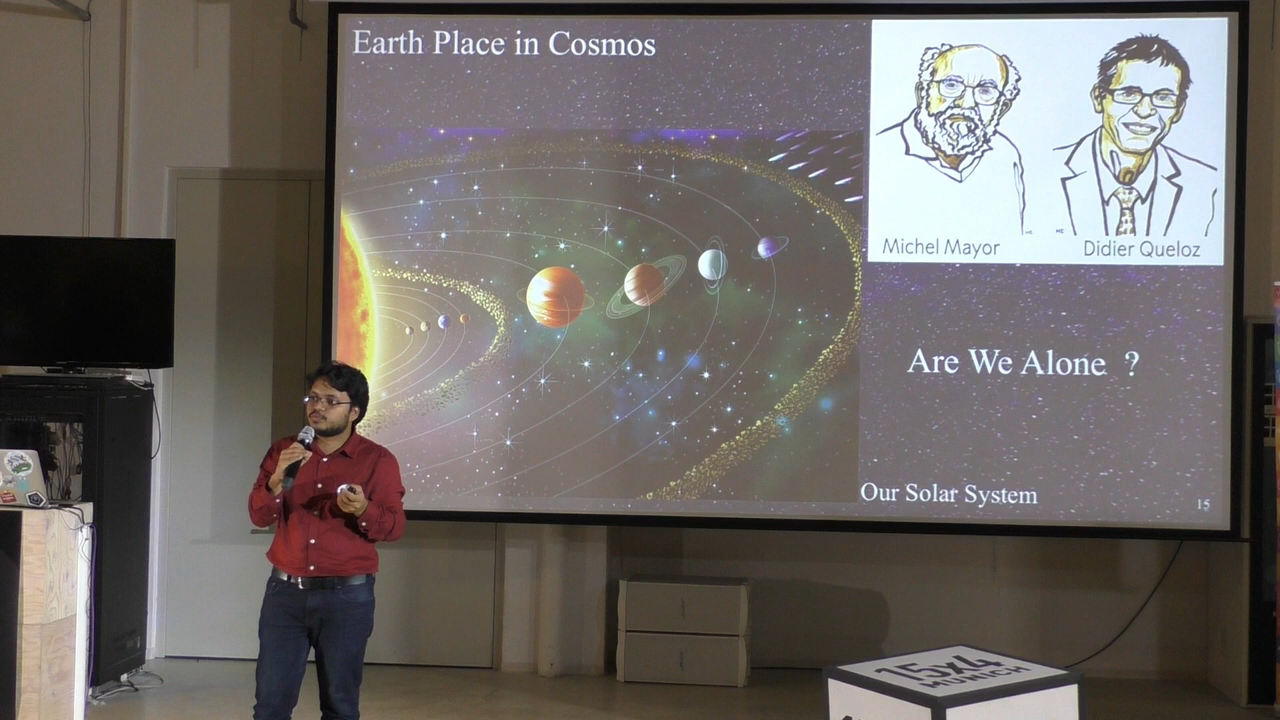 Earth Place in Cosmos
Michel Mayor
Didier Queloz
Are We Alone ?
Our Solar System
15
15x4
MUNICH